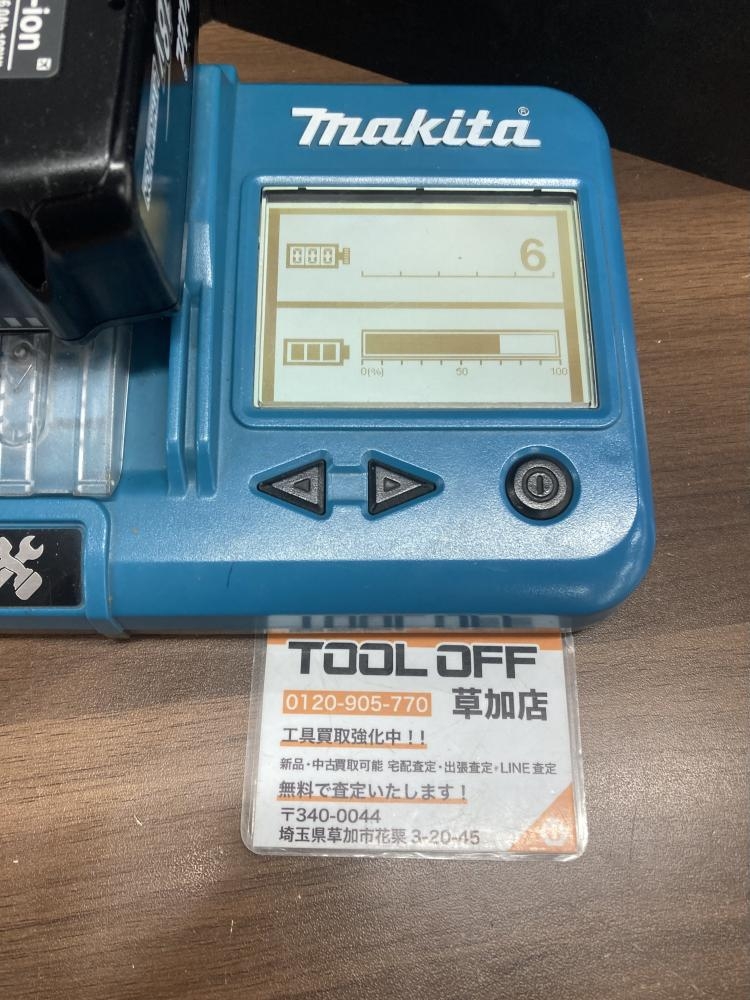 -ion
makita®
000
6
0(%) 50 100
TOOL OFF
0120-905-770 草加店
工具買取強化中!!
新品・中古買取可能 宅配査定・出張査定・LINE査定
無料で査定いたします!
〒340-0044
埼玉県草加市花栗 3-20-45